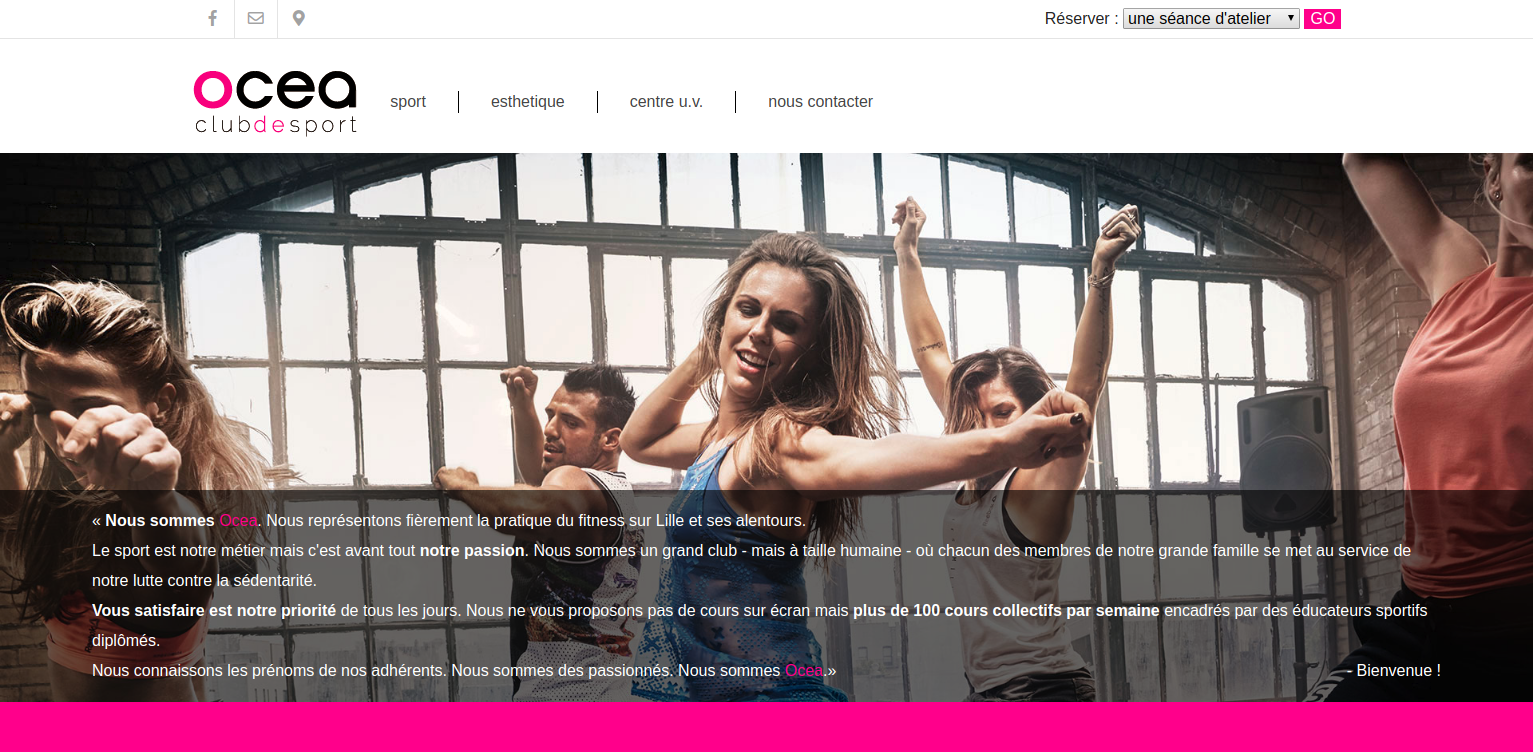 Réserver : une séance d'atelier GO
ocea
clubdesport
sport esthetique centre u.v. nous contacter
« Nous sommes Ocea. Nous représentons fièrement la pratique du fitness sur Lille et ses alentours.
Le sport est notre métier mais c'est avant tout notre passion. Nous sommes un grand club - mais à taille humaine - où chacun des membres de notre grande famille se met au service de
notre lutte contre la sédentarité.
Vous satisfaire est notre priorité de tous les jours. Nous ne vous proposons pas de cours sur écran mais plus de 100 cours collectifs par semaine encadrés par des éducateurs sportifs
diplômés.
Nous connaissons les prénoms de nos adhérents. Nous sommes des passionnés. Nous sommes Ocea.» - Bienvenue !